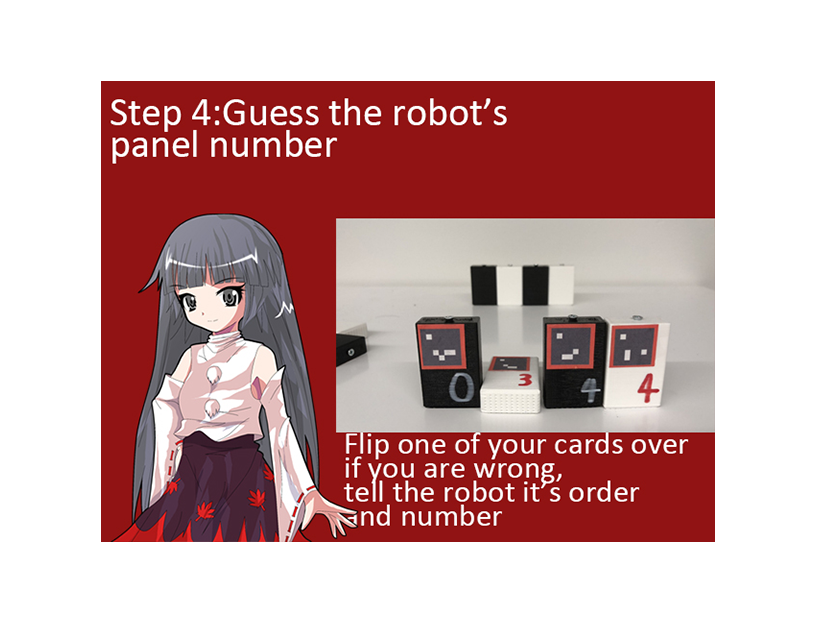 Step 4:Guess the robot's
panel number
0
3
4
4
Flip one of your cards over
if you are wrong,
tell the robot it's order
and number